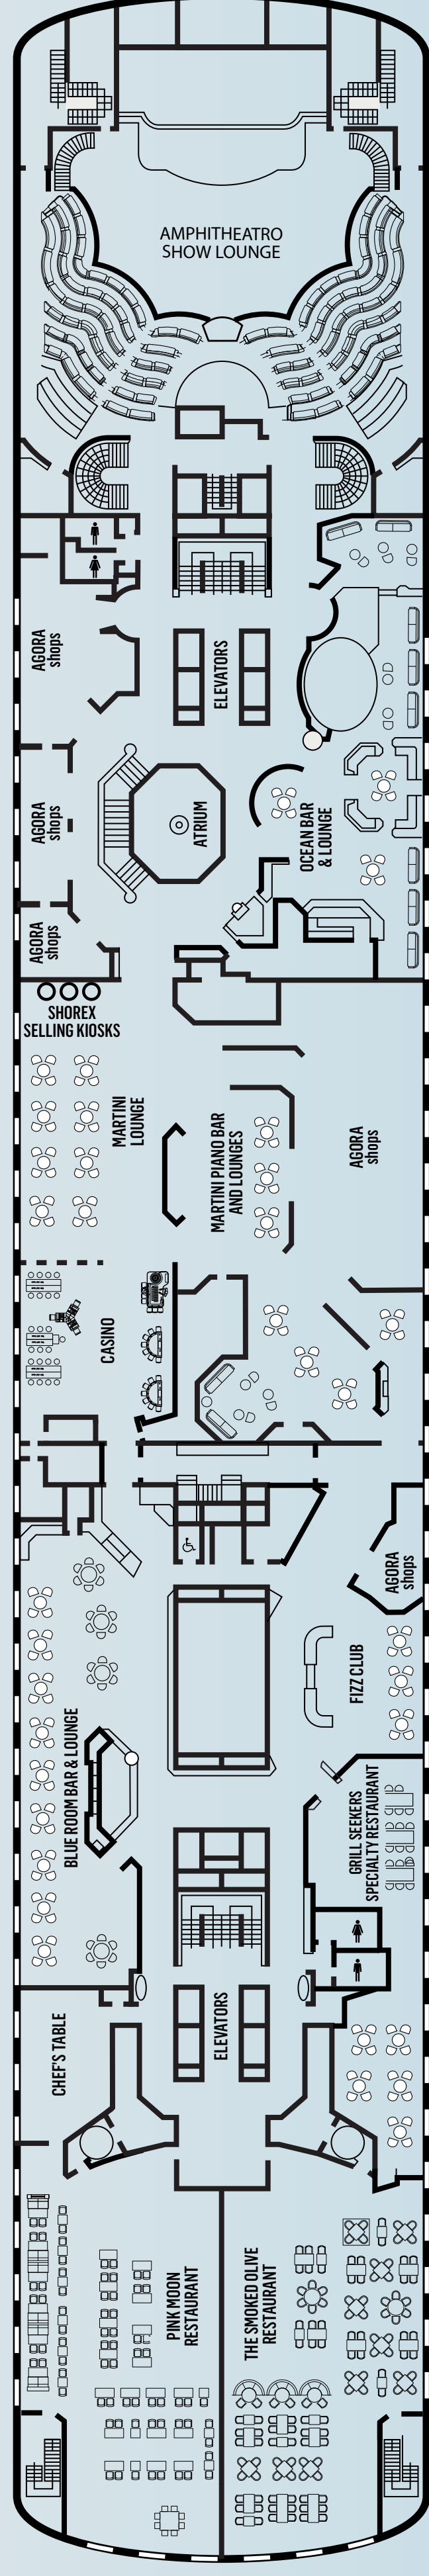 AMPHITHEATRO
SHOW LOUNGE
AGORA
shops
ELEVATORS
AGORA
shops
ATRIUM
OCEAN BAR
& LOUNGE
AGORA
shops
SHOREX
SELLING KIOSKS
MARTINI
LOUNGE
MARTINI PIANO BAR
AND LOUNGES
AGORA
shops
CASINO
AGORA
shops
FIZZ CLUB
BLUE ROOM BAR & LOUNGE
GRILL SEEKERS
SPECIALTY RESTAURANT
ELEVATORS
CHEF'S TABLE
PINK MOON
RESTAURANT
THE SMOKED OLIVE
RESTAURANT